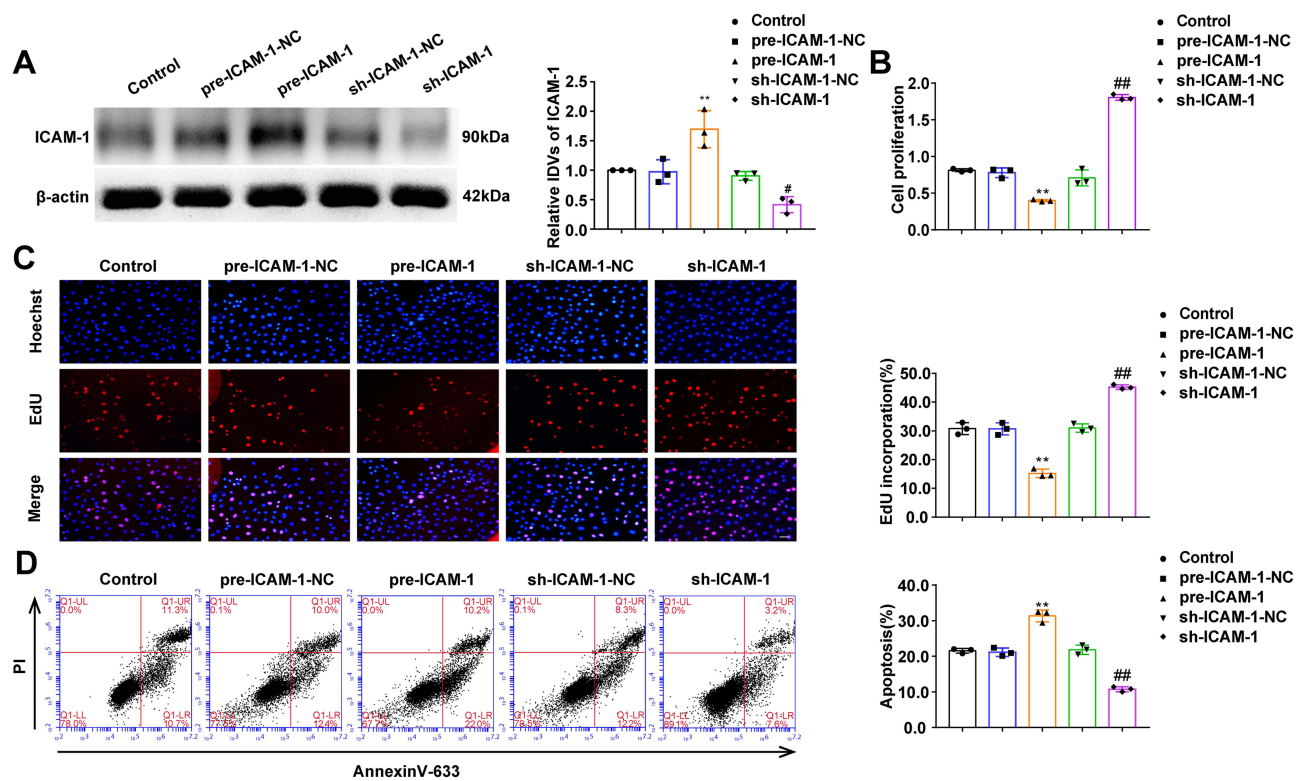 A
Control
pre-ICAM-1-NC
pre-ICAM-1
sh-ICAM-1-NC
sh-ICAM-1
ICAM-1
90kDa
β-actin
42kDa
Relative IDVs of ICAM-1
2.5
2.0
1.5
1.0
0.5
0.0
**
#
Control
pre-ICAM-1-NC
pre-ICAM-1
sh-ICAM-1-NC
sh-ICAM-1
B
Cell proliferation
2.0
1.5
1.0
0.5
0.0
**
##
Control
pre-ICAM-1-NC
pre-ICAM-1
sh-ICAM-1-NC
sh-ICAM-1
C
Control
pre-ICAM-1-NC
pre-ICAM-1
sh-ICAM-1-NC
sh-ICAM-1
Hoechst
EdU
Merge
EdU incorporation(%)
50.0
40.0
30.0
20.0
10.0
0.0
**
##
Control
pre-ICAM-1-NC
pre-ICAM-1
sh-ICAM-1-NC
sh-ICAM-1
D
Control
pre-ICAM-1-NC
pre-ICAM-1
sh-ICAM-1-NC
sh-ICAM-1
PI
Q1-UL
0.0%
Q1-UR
11.3%
78.0%
Q1-LR
10.7%
Q1-UL
0.1%
Q1-UR
10.0%
Q1-LR
12.4%
Q1-UL
0.0%
Q1-UR
10.2%
Q1-LR
22.0%
Q1-UL
0.1%
Q1-UR
8.3%
Q1-LR
12.2%
Q1-UL
0.0%
Q1-UR
3.2%
Q1-LR
7.6%
AnnexinV-633
Apoptosis(%)
40.0
30.0
20.0
10.0
0.0
**
##
Control
pre-ICAM-1-NC
pre-ICAM-1
sh-ICAM-1-NC
sh-ICAM-1